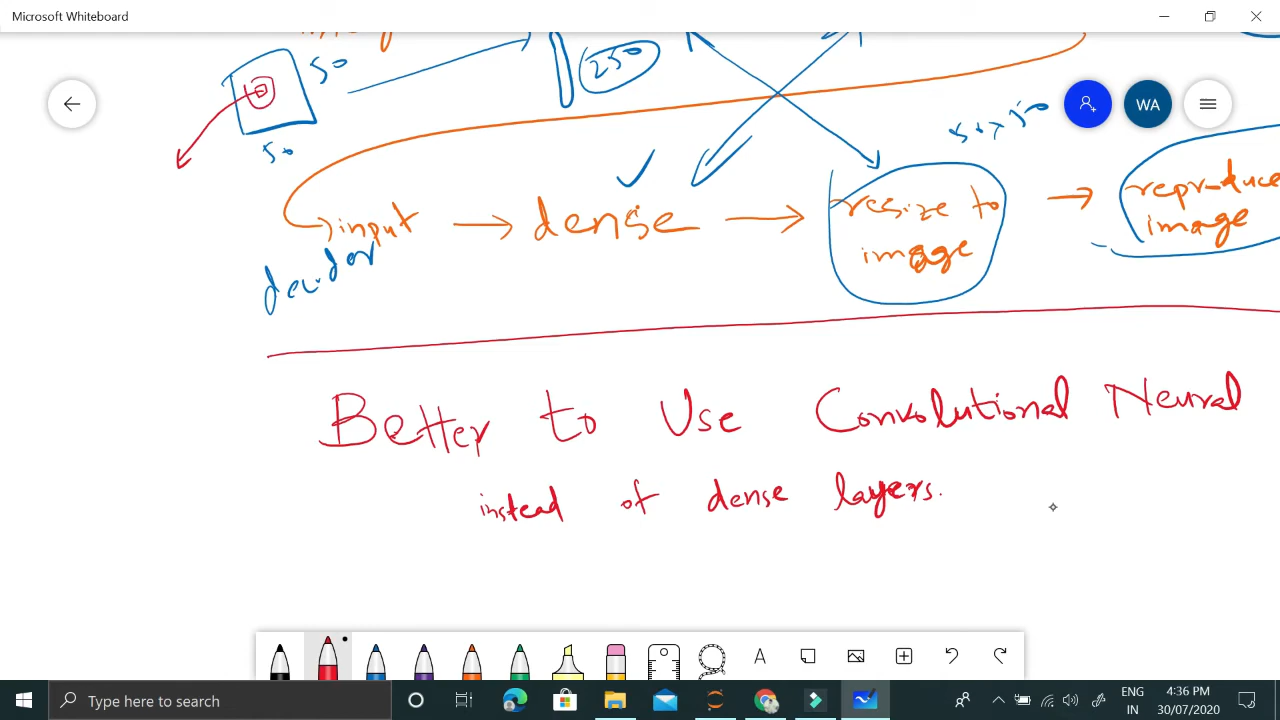 Microsoft Whiteboard
50
250
50
WA
input → dense → resize to → reproduce
image
image
decoder
Better to Use Convolutional Neural
instead of dense layers.
A
Type here to search
ENG
4:36 PM
IN
30/07/2020